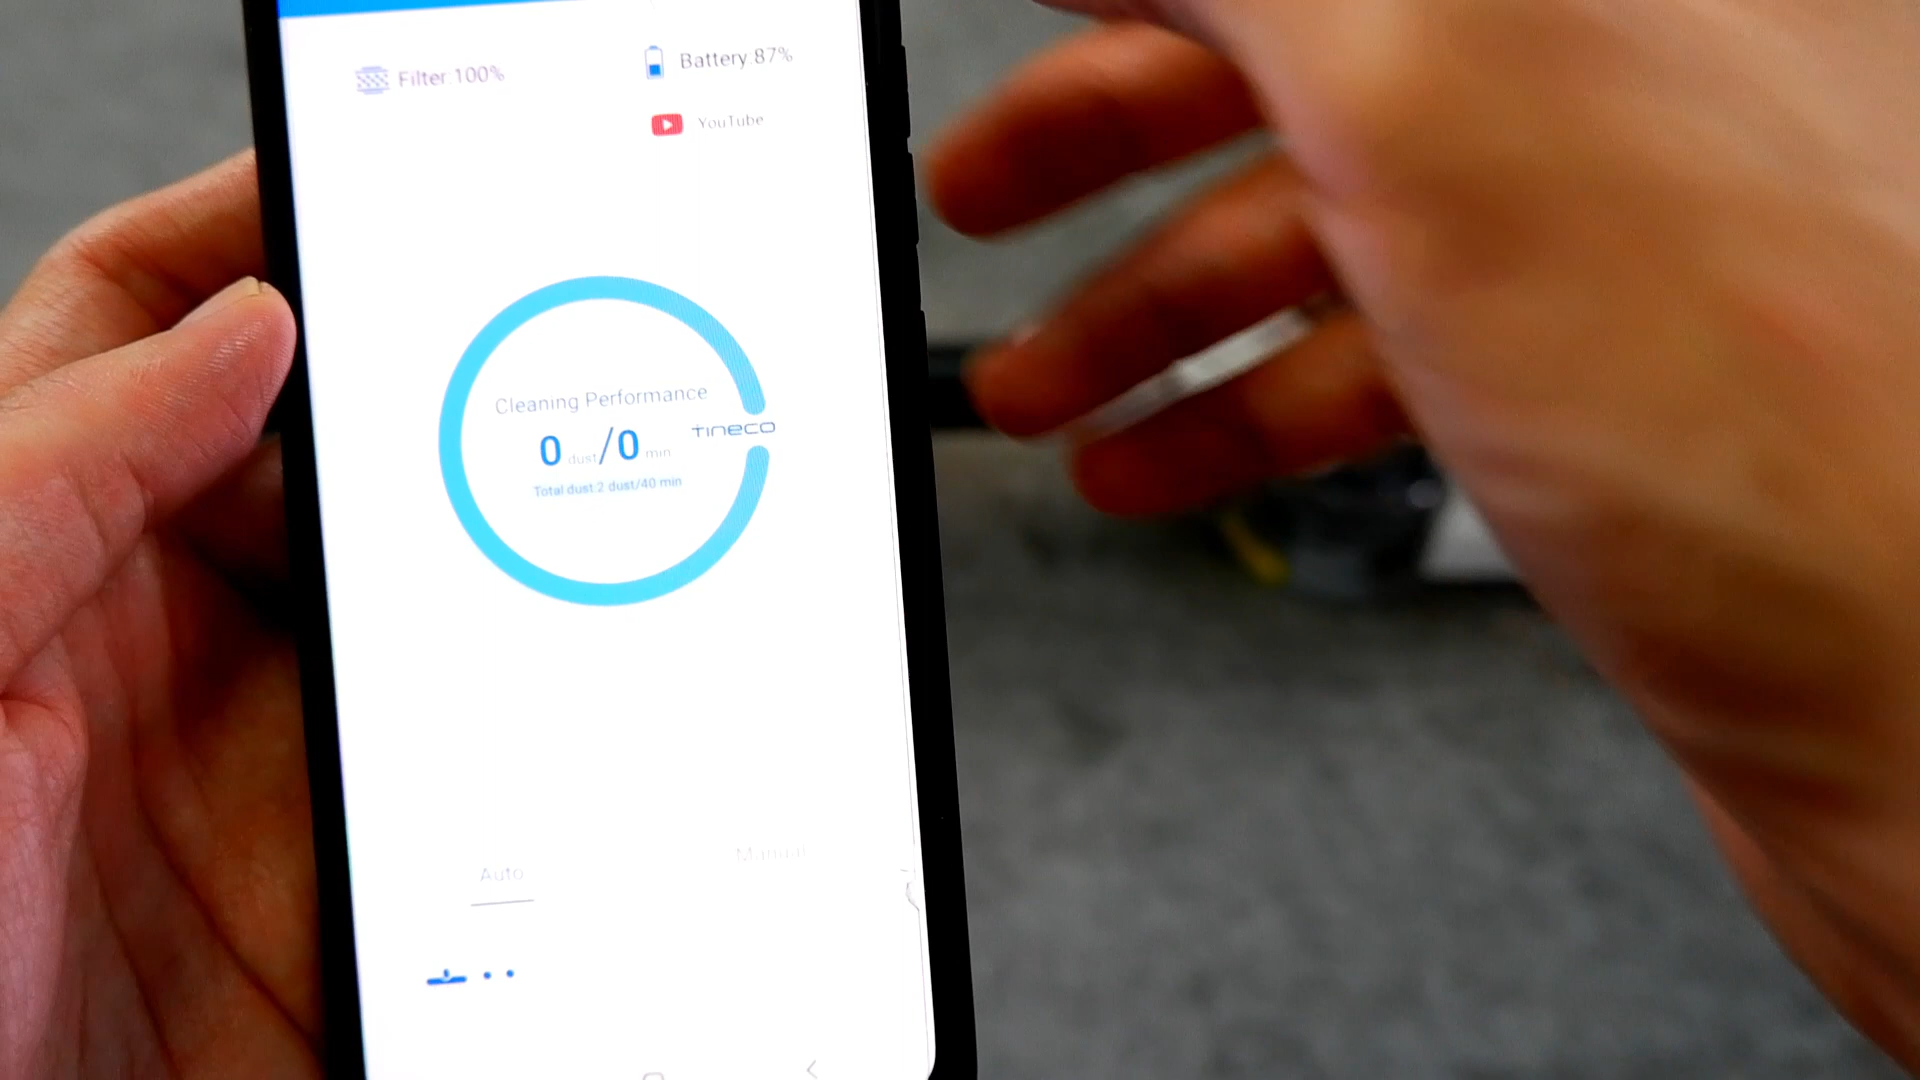 Filter:100%
Battery:87%
YouTube
Cleaning Performance
0 dust/0 min
tineco
Total dust:2 dust/40 min
Auto
Manual